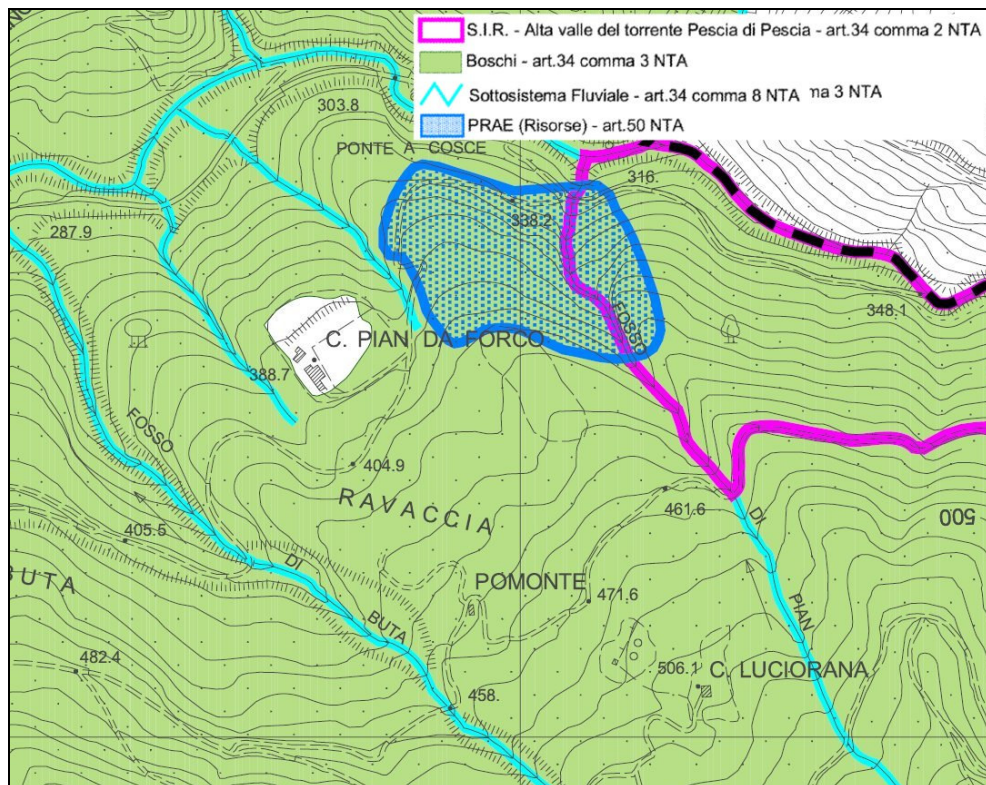 S.I.R. - Alta valle del torrente Pescia di Pescia - art.34 comma 2 NTA
Boschi - art.34 comma 3 NTA
Sottosistema Fluviale - art.34 comma 8 NTA ma 3 NTA
PRAE (Risorse) - art.50 NTA
303.8
PONTE A COSCE
316.
338.2
287.9
348.1
FOSSO
C. PIAN DA FORCO
388.7
FOSSO
404.9
RAVACCIA
461.6
500
DI
405.5
DI
BUTA
POMONTE
471.6
PIAN
BUTA
506.1
C. LUCIORANA
482.4
458.